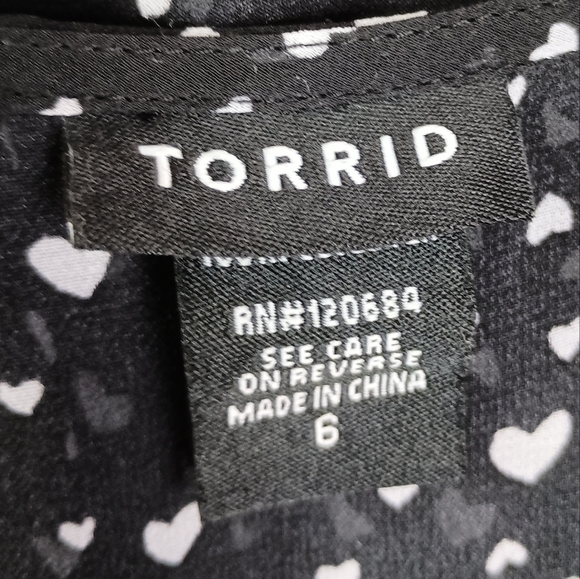 TORRID
RN#120684
SEE CARE
ON REVERSE
MADE IN CHINA
6